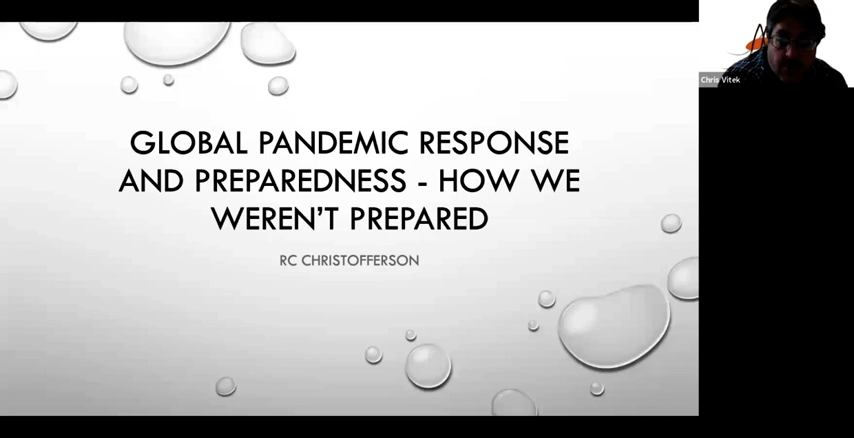 GLOBAL PANDEMIC RESPONSE
AND PREPAREDNESS - HOW WE
WEREN'T PREPARED
RC CHRISTOFFERSON
Chris Vitek